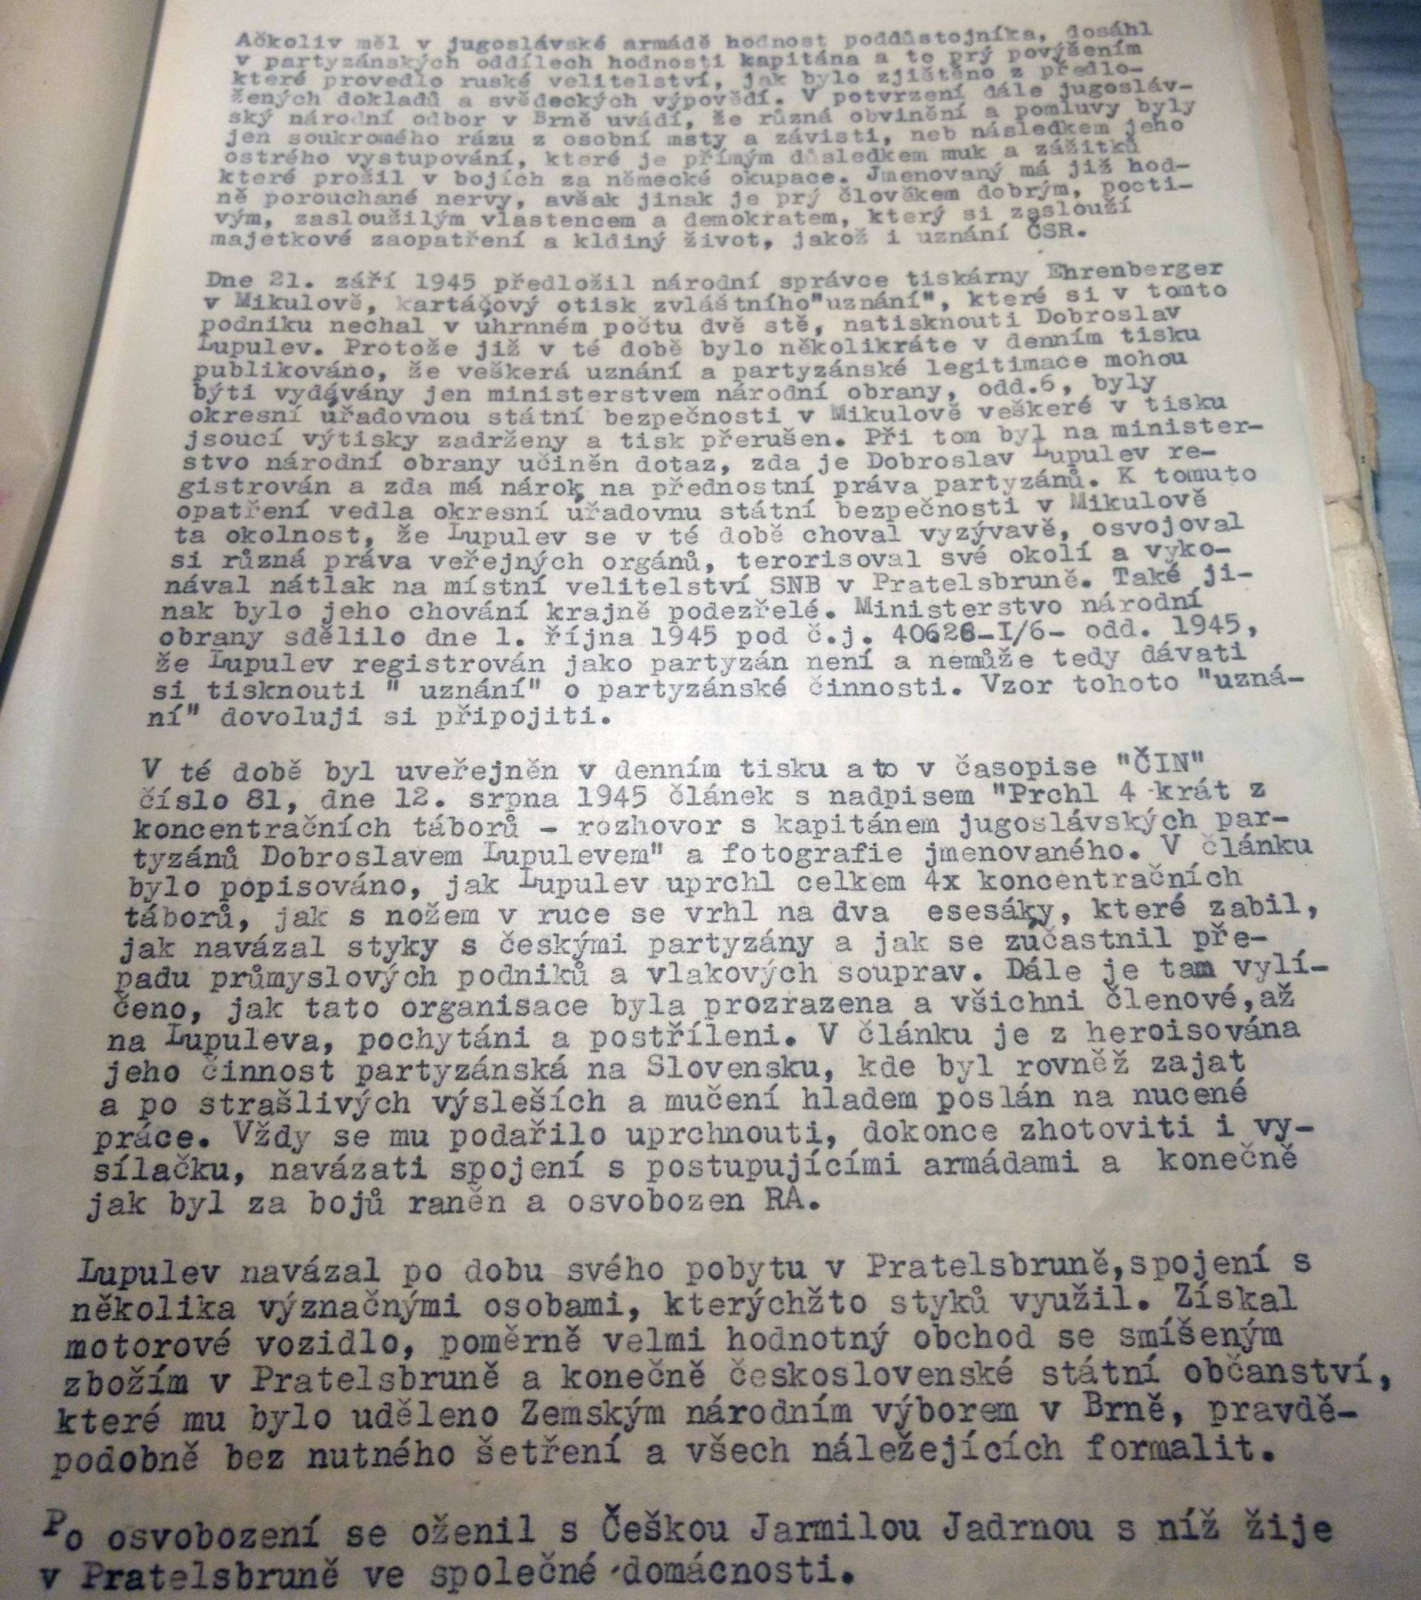 Ačkoliv měl v jugoslávské armádě hodnost poddůstojníka, dosáhl
v partyzánských oddílech hodnosti kapitána a to prý povýšením
které provedlo ruské velitelství, jak bylo zjištěno z předlo-
žených dokladů a svědeckých výpovědí. V potvrzení dále jugosláv-
ský národní odbor v Brně uvádí, že různá obvinění a pomluvy byly
jen soukromého rázu z osobní msty a závisti, neb následkem jeho
ostrého vystupování, které je přímým důsledkem muk a zážitků
které prožil v bojích za německé okupace. Jmenovaný má již hod-
ně porouchané nervy, avšak jinak je prý člověkem dobrým, pocti-
vým, zasloužilým vlastencem a demokratem, který si zaslouží
majetkové zaopatření a kldiný život, jakož i uznání ČSR.
Dne 21. září 1945 předložil národní správce tiskárny Ehrenberger
v Mikulově, kartáčový otisk zvláštního"uznání", které si v tomto
podniku nechal v úhrnném počtu dvě stě, natisknouti Dobroslav
Lupulev. Protože již v té době bylo několikráte v denním tisku
publikováno, že veškerá uznání a partyzánské legitimace mohou
býti vydávány jen ministerstvem národní obrany, odd.6, byly
okresní úřadovnou státní bezpečnosti v Mikulově veškeré v tisku
jsoucí výtisky zadrženy a tisk přerušen. Při tom byl na minister-
stvo národní obrany učiněn dotaz, zda je Dobroslav Lupulev re-
gistrován a zda má nárok na přednostní práva partyzánů. K tomuto
opatření vedla okresní úřadovnu státní bezpečnosti v Mikulově
ta okolnost, že Lupulev se v té době choval vyzývavě, osvojoval
si různá práva veřejných orgánů, terorisoval své okolí a vyko-
nával nátlak na místní velitelství SNB v Pratelsbruně. Také ji-
nak bylo jeho chování krajně podezřelé. Ministerstvo národní
obrany sdělilo dne 1. října 1945 pod č.j. 40626-I/6- odd. 1945,
že Lupulev registrován jako partyzán není a nemůže tedy dávati
si tisknouti " uznání" o partyzánské činnosti. Vzor tohoto "uzná-
ní" dovoluji si připojiti.
V té době byl uveřejněn v denním tisku ato v časopise "ČIN"
číslo 81, dne 12. srpna 1945 článek s nadpisem "Prchl 4 krát z
koncentračních táborů - rozhovor s kapitánem jugoslávských par-
tyzánů Dobroslavem Lupulevem" a fotografie jmenovaného. V článku
bylo popisováno, jak Lupulev uprchl celkem 4x koncentračních
táborů, jak s nožem v ruce se vrhl na dva esesáky, které zabil,
jak navázal styky s českými partyzány a jak se zúčastnil pře-
padu průmyslových podniků a vlakových souprav. Dále je tam vylí-
čeno, jak tato organisace byla prozrazena a všichni členové,až
na Lupuleva, pochytáni a postříleni. V článku je z heroisována
jeho činnost partyzánská na Slovensku, kde byl rovněž zajat
a po strašlivých výsleších a mučení hladem poslán na nucené
práce. Vždy se mu podařilo uprchnouti, dokonce zhotoviti i vy-
sílačku, navázati spojení s postupujícími armádami a konečně
jak byl za bojů raněn a osvobozen RA.
Lupulev navázal po dobu svého pobytu v Pratelsbruně,spojení s
několika význačnými osobami, kterýchžto styků využil. Získal
motorové vozidlo, poměrně velmi hodnotný obchod se smíšeným
zbožím v Pratelsbruně a konečně československé státní občanství,
které mu bylo uděleno Zemským národním výborem v Brně, pravdě-
podobně bez nutného šetření a všech náležejících formalit.
Po osvobození se oženil s Češkou Jarmilou Jadrnou s níž žije
v Pratelsbruně ve společné domácnosti.